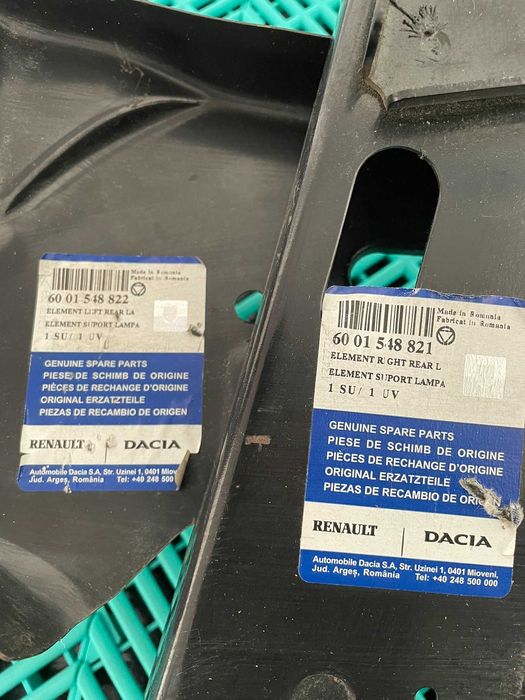 Made in Romania
Fabricat in Romania
60 01 548 822
ELEMENT LEFT REAR LA
ELEMENT SUPORT LAMPA
1 SU/ 1 UV
GENUINE SPARE PARTS
PIESE DE SCHIMB DE ORIGINE
PIÈCES DE RECHANGE D'ORIGINE
ORIGINAL ERZATZTEILE
PIEZAS DE RECAMBIO DE ORIGEN
RENAULT DACIA
Automobile Dacia S.A, Str. Uzinei 1, 0401 Miov
Jud. Argeş, România Tel: +40 248 500
Made in Romania
Fabricat in Romania
60 01 548 821
ELEMENT RIGHT REAR L
ELEMENT SUPORT LAMPA
1 SU/ 1 UV
GENUINE SPARE PARTS
PIESE DE SCHIMB DE ORIGINE
PIÈCES DE RECHANGE D'ORIGINE
ORIGINAL ERZATZTEILE
PIEZAS DE RECAMBIO DE
RENAULT DACIA
Automobile Dacia S.A, Str. Uzinei 1, 0401 Mioveni,
Jud. Argeş, România Tel: +40 248 500 000